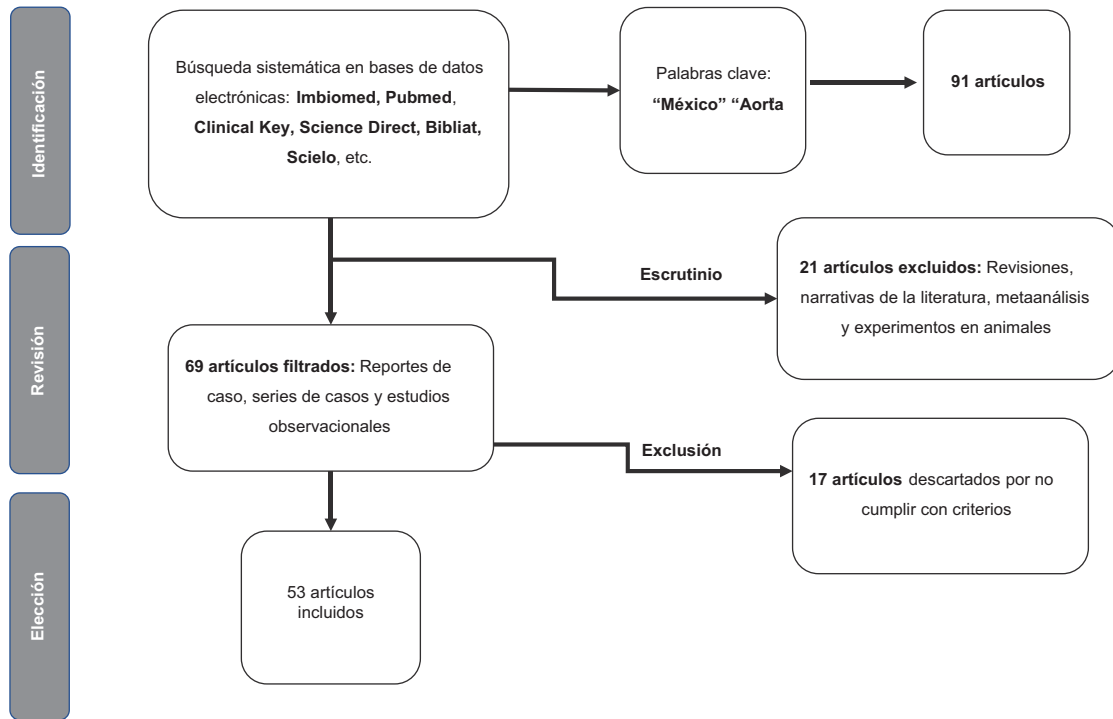 Identificación
Búsqueda sistemática en bases de datos
electrónicas: Imbiomed, Pubmed,
Clinical Key, Science Direct, Bibliat,
Scielo, etc.
Palabras clave:
“México” “Aorta
91 artículos
Revisión
Escrutinio
21 artículos excluidos: Revisiones,
narrativas de la literatura, metaanálisis
y experimentos en animales
69 artículos filtrados: Reportes de
caso, series de casos y estudios
observacionales
Exclusión
17 artículos descartados por no
cumplir con criterios
Elección
53 artículos
incluidos